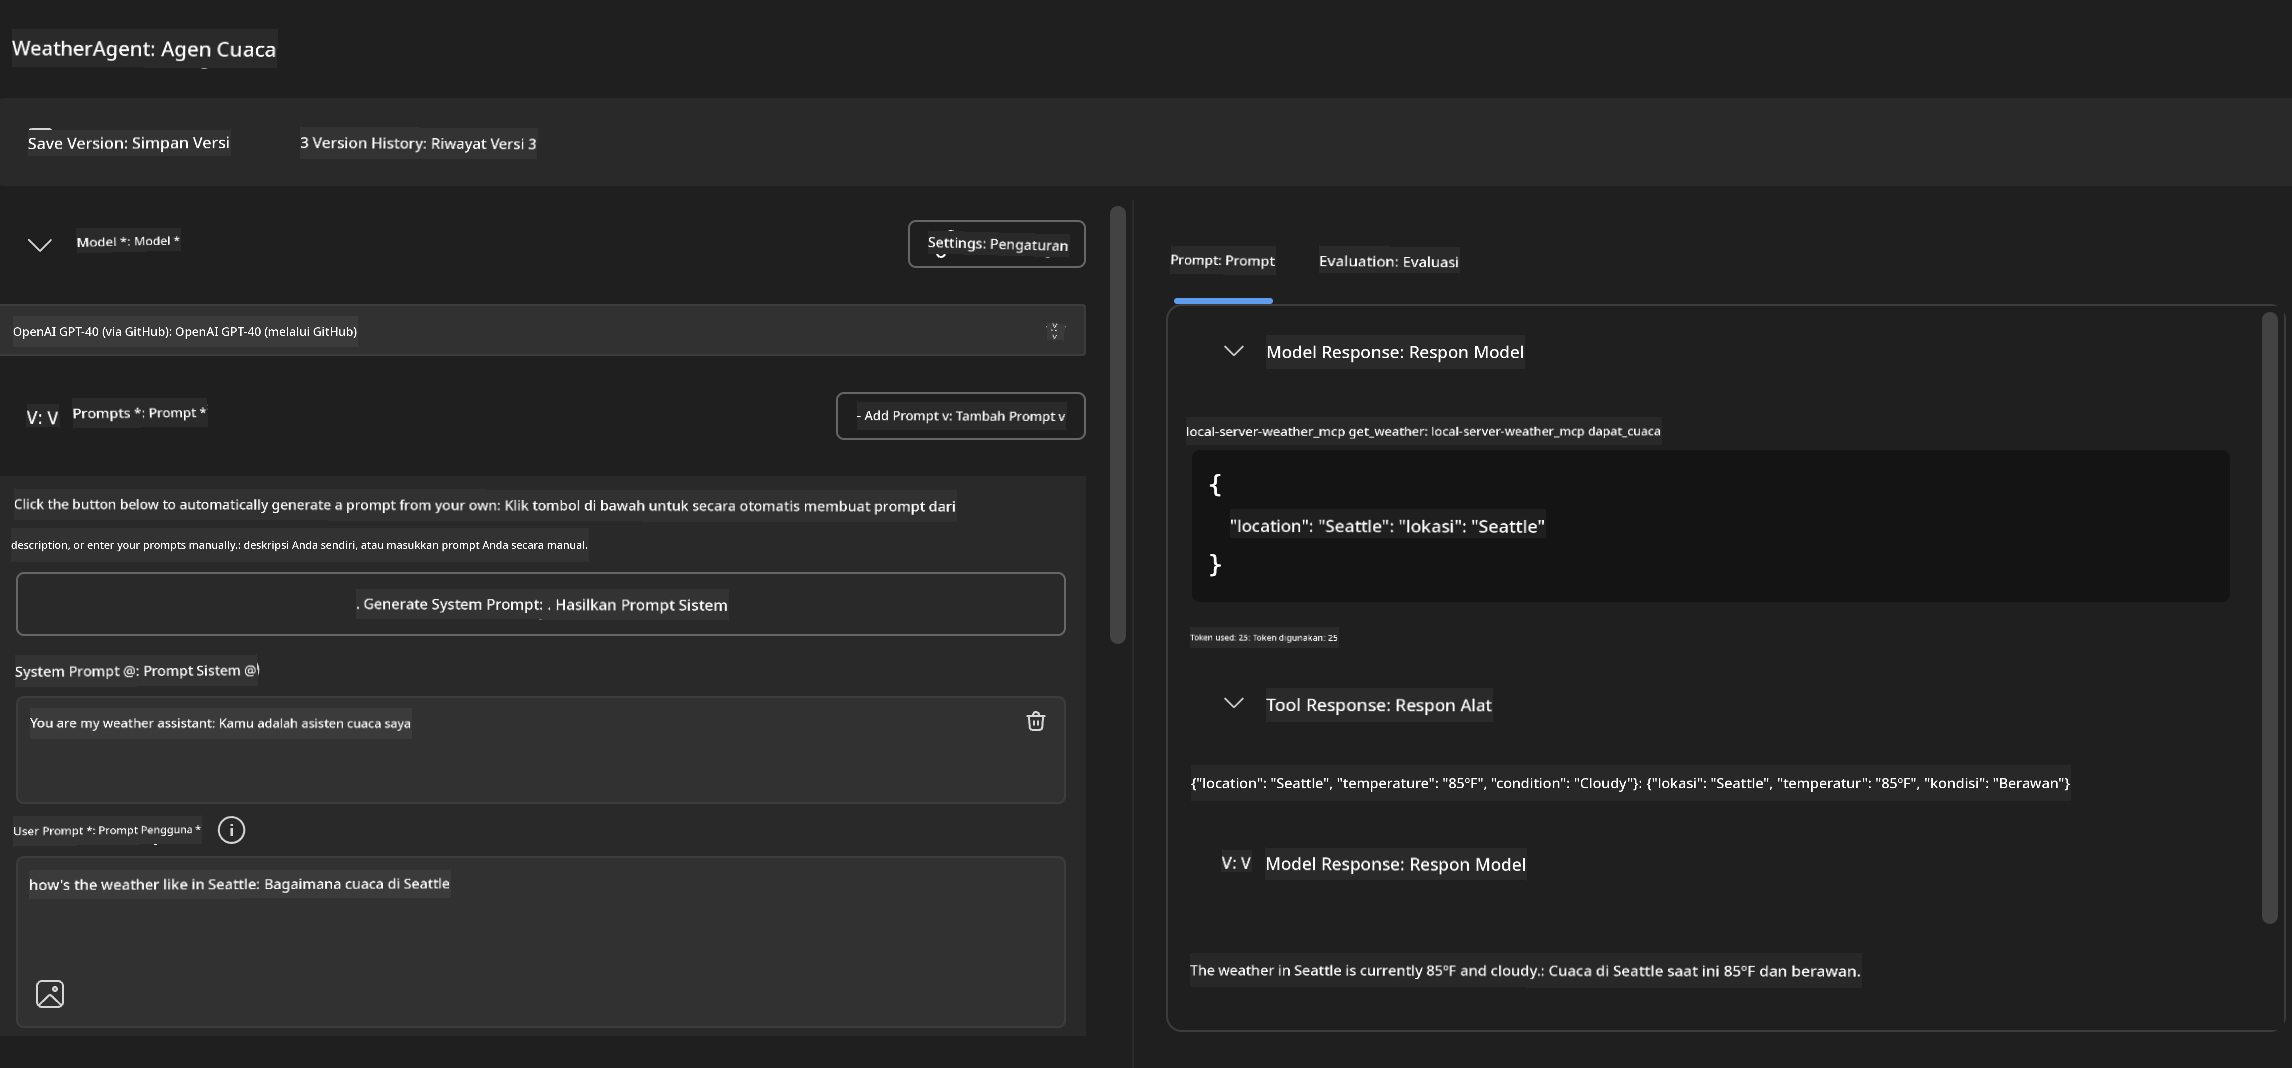 WeatherAgent: Agen Cuaca
Save Version: Simpan Versi
3 Version History: Riwayat Versi 3
Model *: Model *
Settings: Pengaturan
OpenAI GPT-40 (via GitHub): OpenAI GPT-40 (melalui GitHub)
V: V
Prompts *: Prompt *
- Add Prompt v: Tambah Prompt v
Click the button below to automatically generate a prompt from your own: Klik tombol di bawah untuk secara otomatis membuat prompt dari
description, or enter your prompts manually.: deskripsi Anda sendiri, atau masukkan prompt Anda secara manual.
. Generate System Prompt: . Hasilkan Prompt Sistem
System Prompt @: Prompt Sistem @\
You are my weather assistant: Kamu adalah asisten cuaca saya
User Prompt *: Prompt Pengguna *
how's the weather like in Seattle: Bagaimana cuaca di Seattle
Prompt: Prompt
Evaluation: Evaluasi
Model Response: Respon Model
local-server-weather_mcp get_weather: local-server-weather_mcp dapat_cuaca
{
"location": "Seattle": "lokasi": "Seattle"
}
Token used: 25: Token digunakan: 25
Tool Response: Respon Alat
{"location": "Seattle", "temperature": "85°F", "condition": "Cloudy"}: {"lokasi": "Seattle", "temperatur": "85°F", "kondisi": "Berawan"}
V: V
Model Response: Respon Model
The weather in Seattle is currently 85°F and cloudy.: Cuaca di Seattle saat ini 85°F dan berawan.